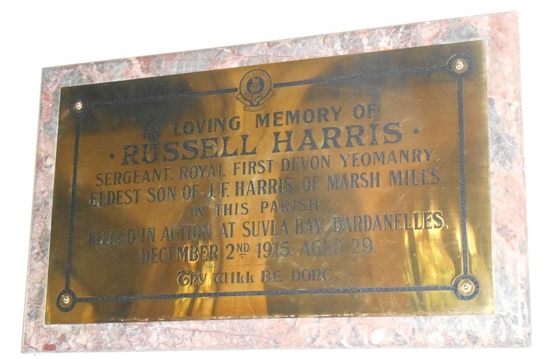 IN LOVING MEMORY OF
· RUSSELL HARRIS ·
SERGEANT, ROYAL FIRST DEVON YEOMANRY.
ELDEST SON OF J.F. HARRIS, OF MARSH MILLS,
IN THIS PARISH.
KILLED IN ACTION AT SUVLA BAY, DARDANELLES,
DECEMBER 2ND 1915. AGED 29.
Thy Will Be Done.